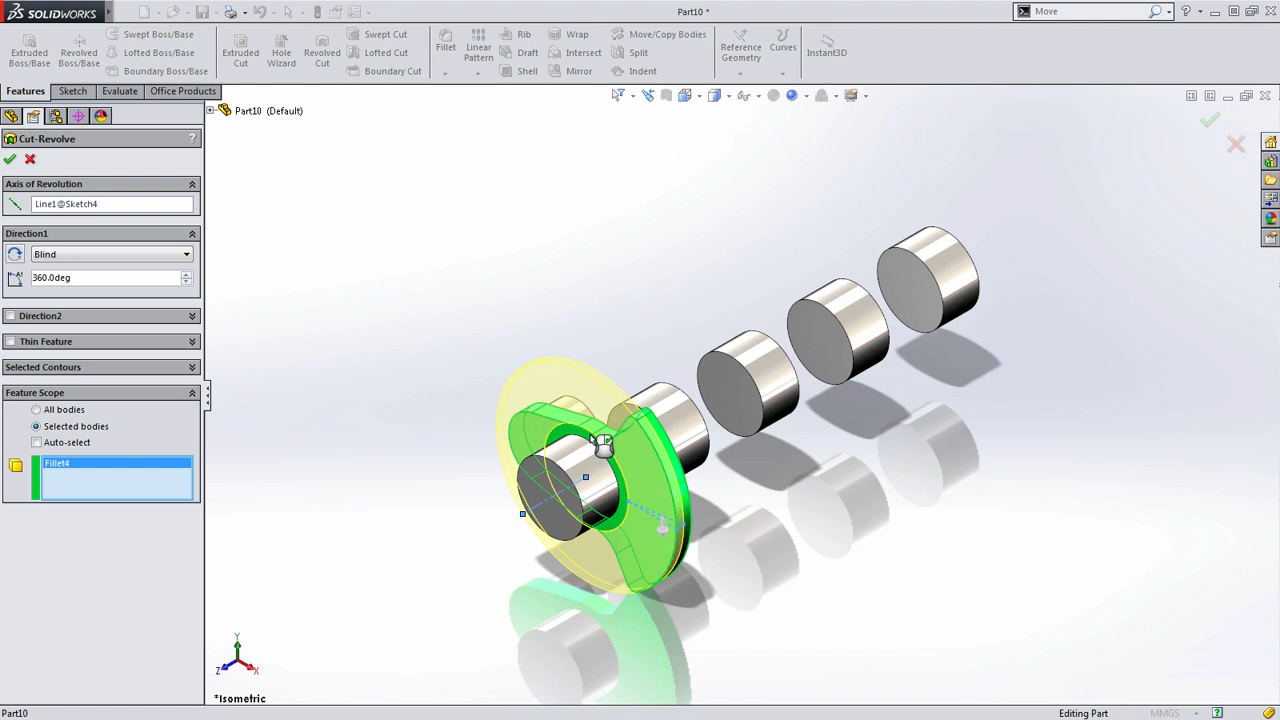 SOLIDWORKS
Part10 *
Move
Extruded Boss/Base
Revolved Boss/Base
Swept Boss/Base
Lofted Boss/Base
Boundary Boss/Base
Extruded Cut
Hole Wizard
Revolved Cut
Swept Cut
Lofted Cut
Boundary Cut
Fillet
Linear Pattern
Rib
Draft
Shell
Wrap
Intersect
Mirror
Move/Copy Bodies
Split
Indent
Reference Geometry
Curves
Instant3D
Features
Sketch
Evaluate
Office Products
Part10 (Default)
Cut-Revolve
?
Axis of Revolution
Line1@Sketch4
Direction1
Blind
360.0deg
Direction2
Thin Feature
Selected Contours
Feature Scope
All bodies
Selected bodies
Auto-select
Fillet4
Y
Z
X
*Isometric
Part10
Editing Part
MMGS